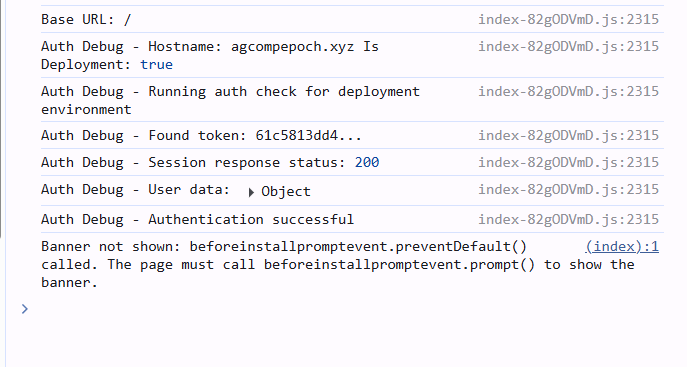 Base URL: / index-82gODVmD.js:2315
Auth Debug - Hostname: agcompepoch.xyz Is index-82gODVmD.js:2315
Deployment: true
Auth Debug - Running auth check for deployment index-82gODVmD.js:2315
environment
Auth Debug - Found token: 61c5813dd4... index-82gODVmD.js:2315
Auth Debug - Session response status: 200 index-82gODVmD.js:2315
Auth Debug - User data: ▶ Object index-82gODVmD.js:2315
Auth Debug - Authentication successful index-82gODVmD.js:2315
Banner not shown: beforeinstallpromptevent.preventDefault() (index):1
called. The page must call beforeinstallpromptevent.prompt() to show the
banner.